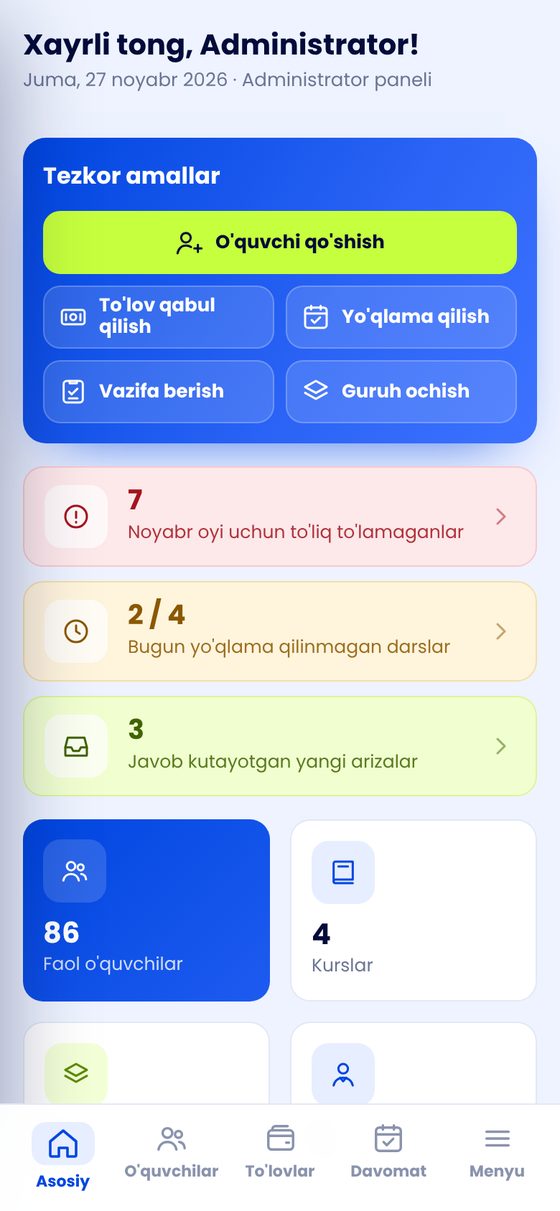 Xayrli tong, Administrator!
Juma, 27 noyabr 2026 · Administrator paneli
Tezkor amallar
O'quvchi qo'shish
To'lov qabul
qilish
Yo'qlama qilish
Vazifa berish
Guruh ochish
7
Noyabr oyi uchun to'liq to'lamaganlar
2 / 4
Bugun yo'qlama qilinmagan darslar
3
Javob kutayotgan yangi arizalar
86
Faol o'quvchilar
4
Kurslar
Asosiy
O'quvchilar
To'lovlar
Davomat
Menyu